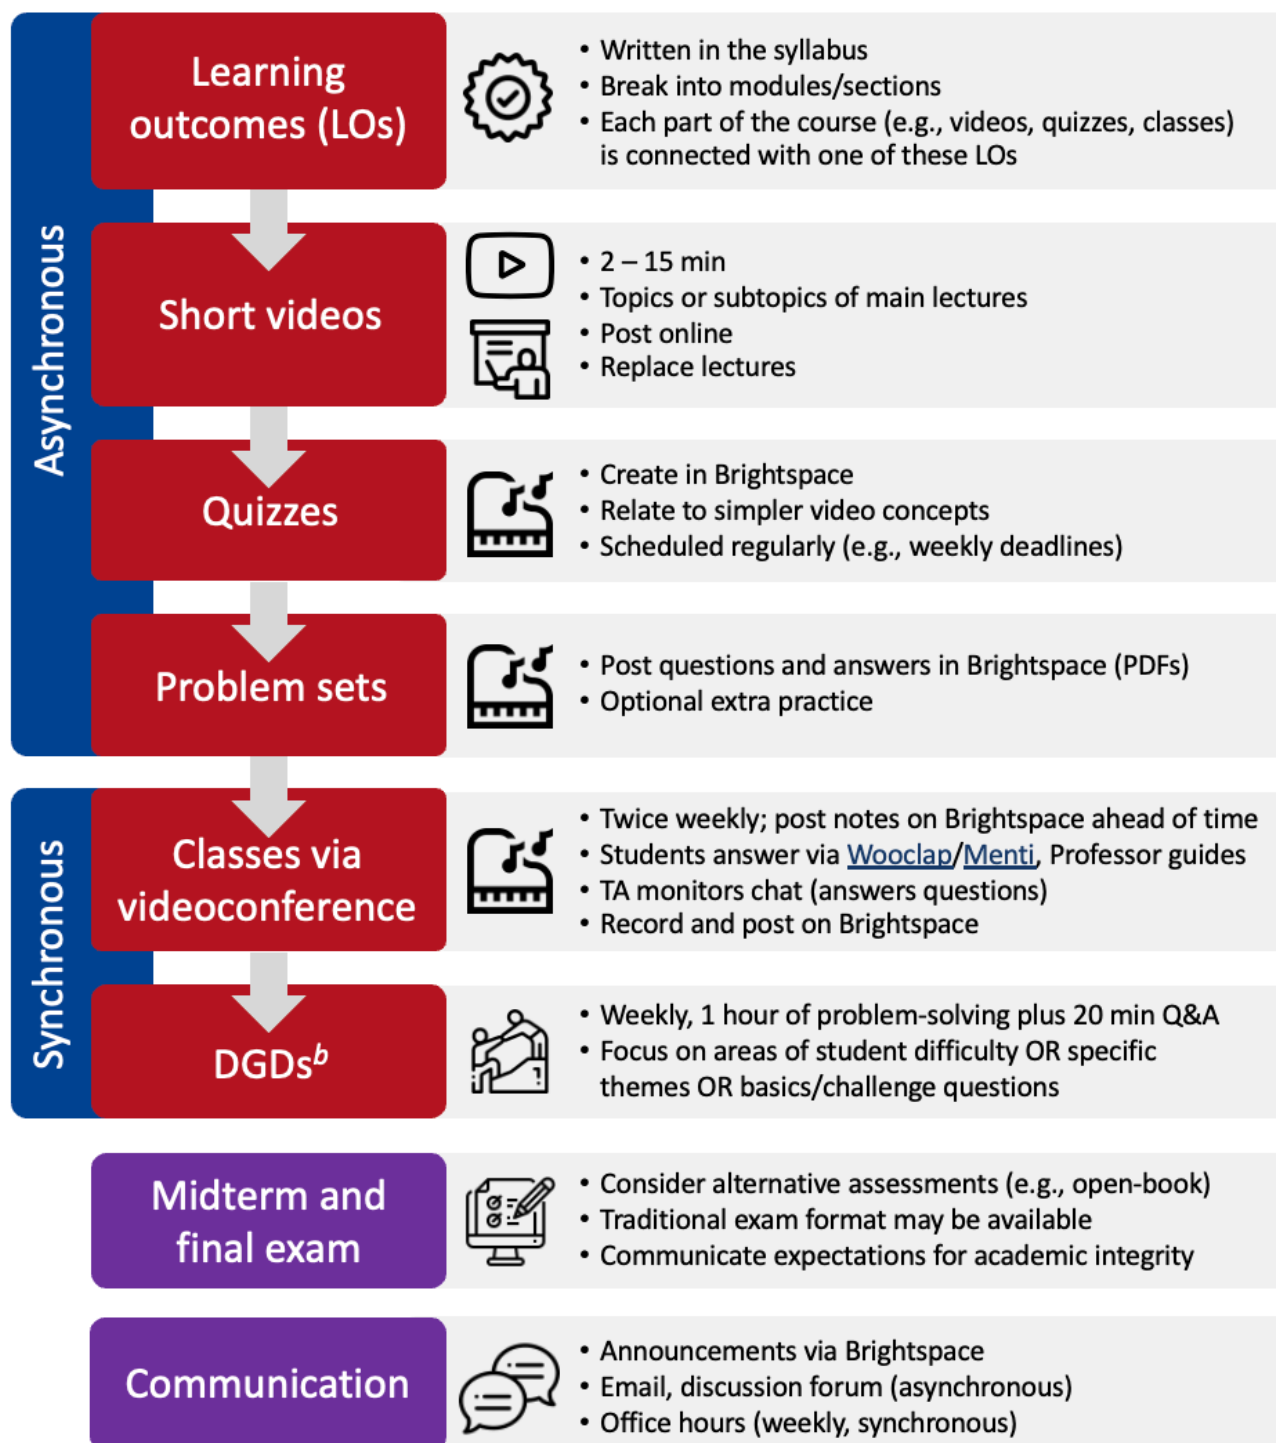 Asynchronous
Learning
outcomes (LOs)
• Written in the syllabus
• Break into modules/sections
• Each part of the course (e.g., videos, quizzes, classes)
is connected with one of these LOs
Short videos
• 2 – 15 min
• Topics or subtopics of main lectures
• Post online
• Replace lectures
Quizzes
• Create in Brightspace
• Relate to simpler video concepts
• Scheduled regularly (e.g., weekly deadlines)
Problem sets
• Post questions and answers in Brightspace (PDFs)
• Optional extra practice
Synchronous
Classes via
videoconference
• Twice weekly; post notes on Brightspace ahead of time
• Students answer via Wooclap/Menti, Professor guides
• TA monitors chat (answers questions)
• Record and post on Brightspace
DGDsᵇ
• Weekly, 1 hour of problem-solving plus 20 min Q&A
• Focus on areas of student difficulty OR specific
themes OR basics/challenge questions
Midterm and
final exam
• Consider alternative assessments (e.g., open-book)
• Traditional exam format may be available
• Communicate expectations for academic integrity
Communication
• Announcements via Brightspace
• Email, discussion forum (asynchronous)
• Office hours (weekly, synchronous)